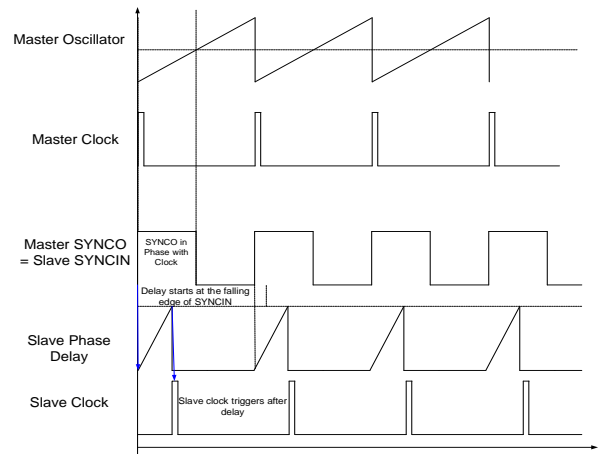 Master Oscillator
Master Clock
Master SYNCO
= Slave SYNCIN
SYNCO in
Phase with
Clock
Delay starts at the falling
edge of SYNCIN
Slave Phase
Delay
Slave Clock
Slave clock triggers after
delay